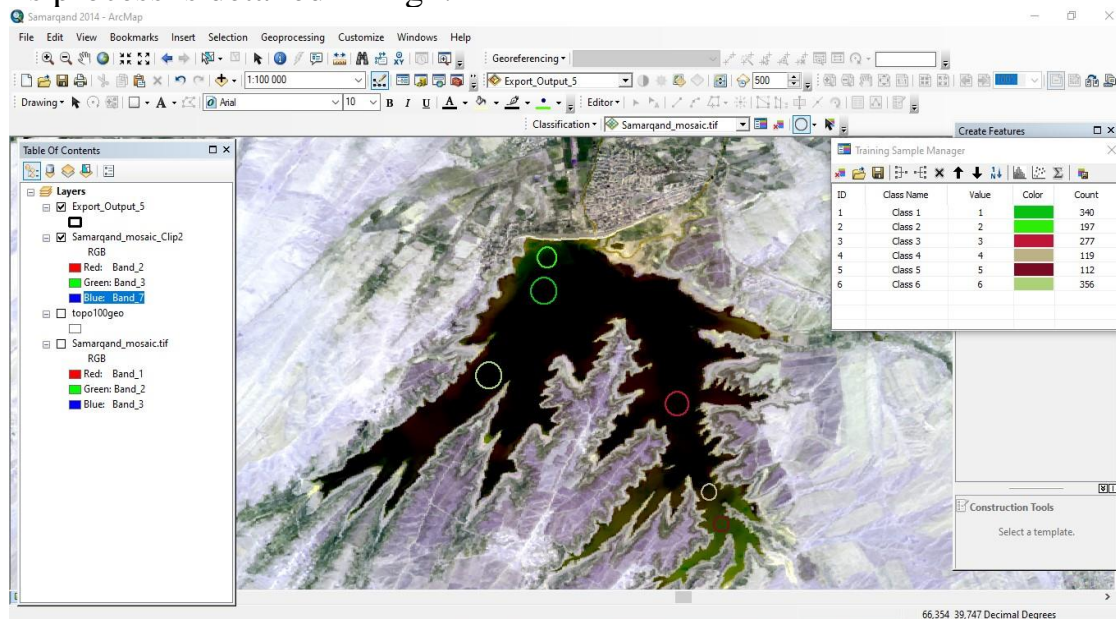 Samarqand 2014 - ArcMap
File Edit View Bookmarks Insert Selection Geoprocessing Customize Windows Help
Georeferencing
1:100 000
Export_Output_5
500
Drawing
Arial
10
B I U A
Editor
Classification
Samarqand_mosaic.tif
Table Of Contents
Layers
Export_Output_5
Samarqand_mosaic_Clip2
RGB
Red: Band_2
Green: Band_3
Blue: Band_7
topo100geo
Samarqand_mosaic.tif
RGB
Red: Band_1
Green: Band_2
Blue: Band_3
Create Features
Training Sample Manager
ID Class Name Value Color Count
1 Class 1 1 340
2 Class 2 2 197
3 Class 3 3 277
4 Class 4 4 119
5 Class 5 5 112
6 Class 6 6 356
Construction Tools
Select a template.
66,354 39,747 Decimal Degrees